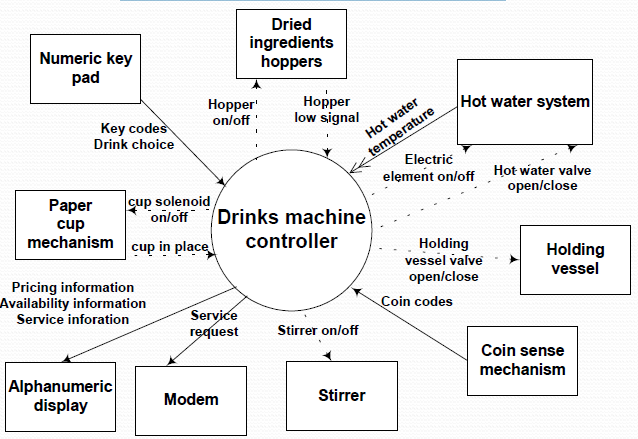 Dried
ingredients
hoppers
Numeric key
pad
Hot water system
Hopper
on/off
Hopper
low signal
Hot water
temperature
Key codes
Drink choice
Electric
element on/off
Hot water valve
open/close
Paper
cup
mechanism
cup solenoid
on/off
cup in place
Drinks machine
controller
Holding
vessel valve
open/close
Holding
vessel
Pricing information
Availability information
Service inforation
Service
request
Stirrer on/off
Coin codes
Coin sense
mechanism
Alphanumeric
display
Modem
Stirrer